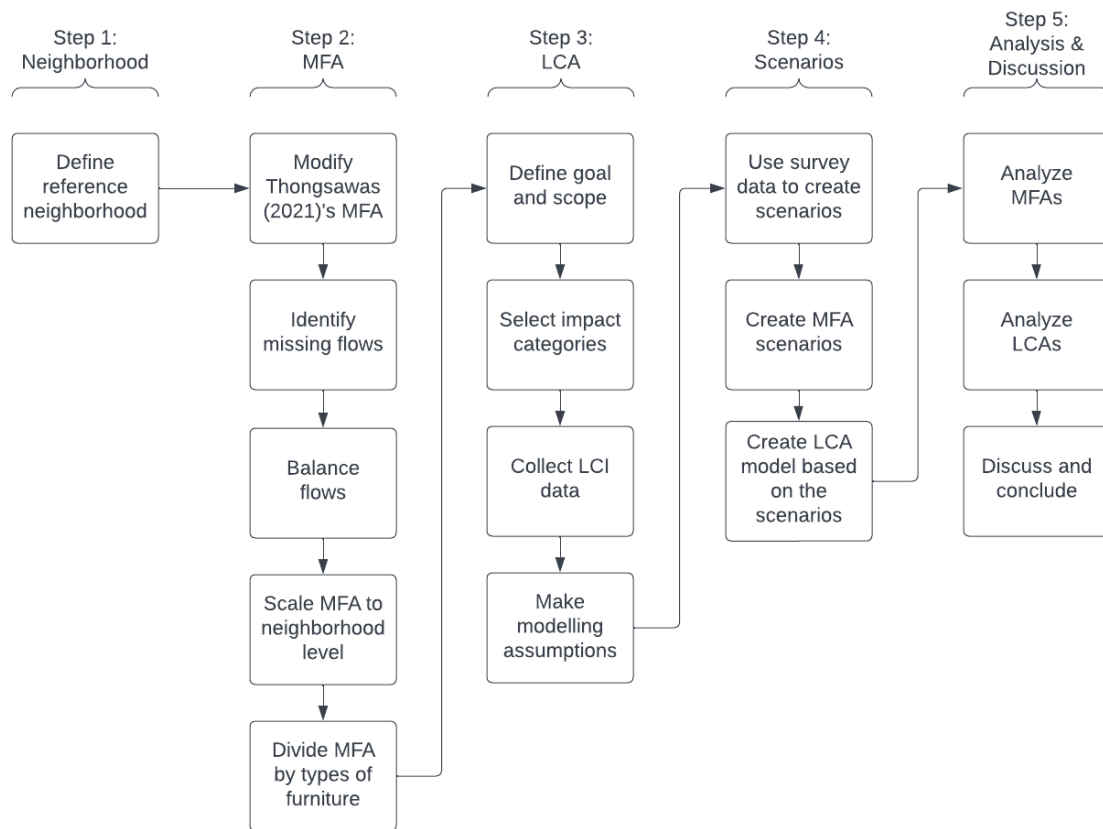 Step 1:
Neighborhood
Step 2:
MFA
Step 3:
LCA
Step 4:
Scenarios
Step 5:
Analysis &
Discussion
Define
reference
neighborhood
Modify
Thongsawas
(2021)'s MFA
Identify
missing flows
Balance
flows
Scale MFA to
neighborhood
level
Divide MFA
by types of
furniture
Define goal
and scope
Select impact
categories
Collect LCI
data
Make
modelling
assumptions
Use survey
data to create
scenarios
Create MFA
scenarios
Create LCA
model based
on the
scenarios
Analyze
MFAs
Analyze
LCAs
Discuss and
conclude